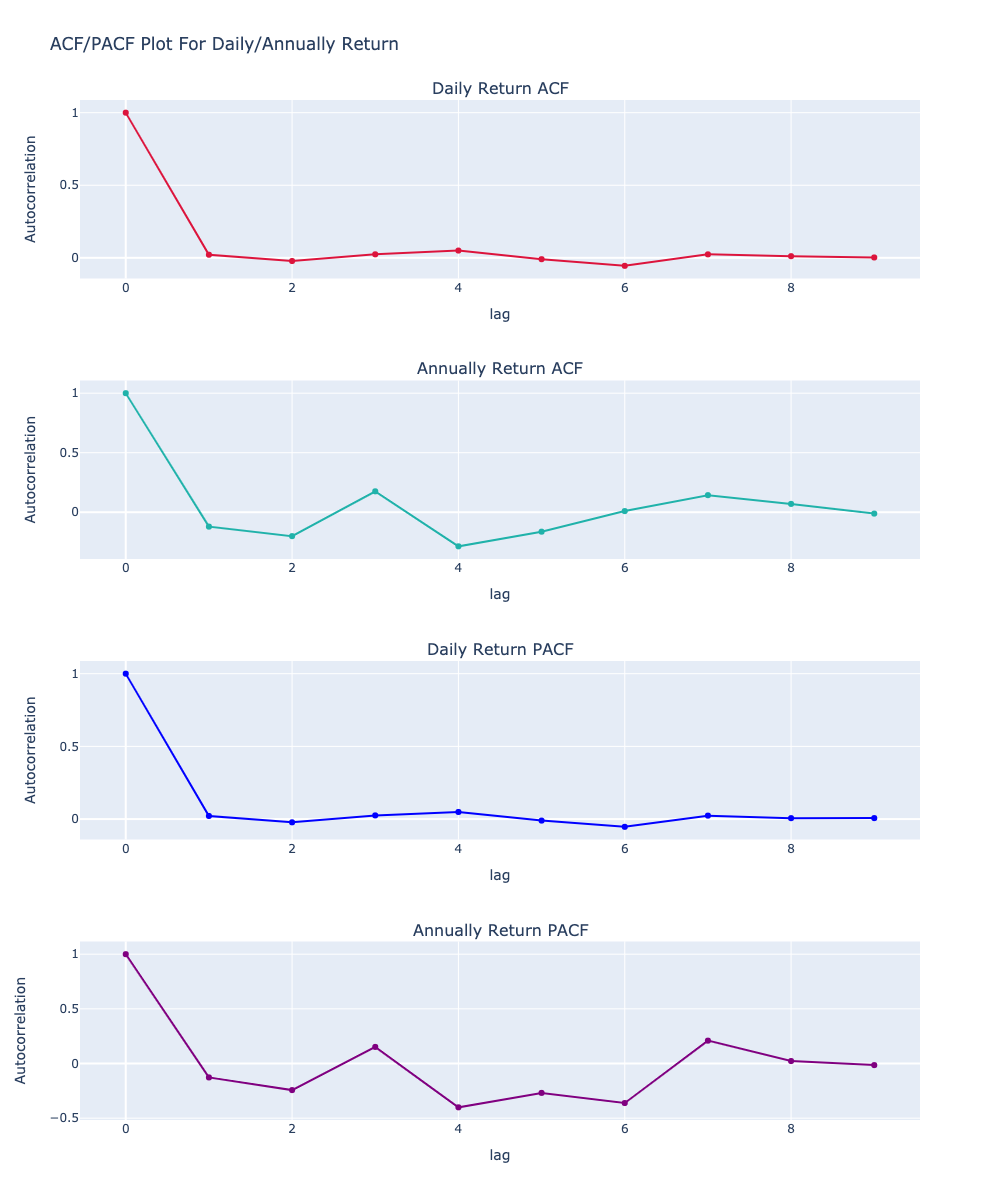 ACF/PACF Plot For Daily/Annually Return
Daily Return ACF
Autocorrelation
1
0.5
0
0 2 4 6 8
lag
Annually Return ACF
Autocorrelation
1
0.5
0
0 2 4 6 8
lag
Daily Return PACF
Autocorrelation
1
0.5
0
0 2 4 6 8
lag
Annually Return PACF
Autocorrelation
1
0.5
0
−0.5
0 2 4 6 8
lag